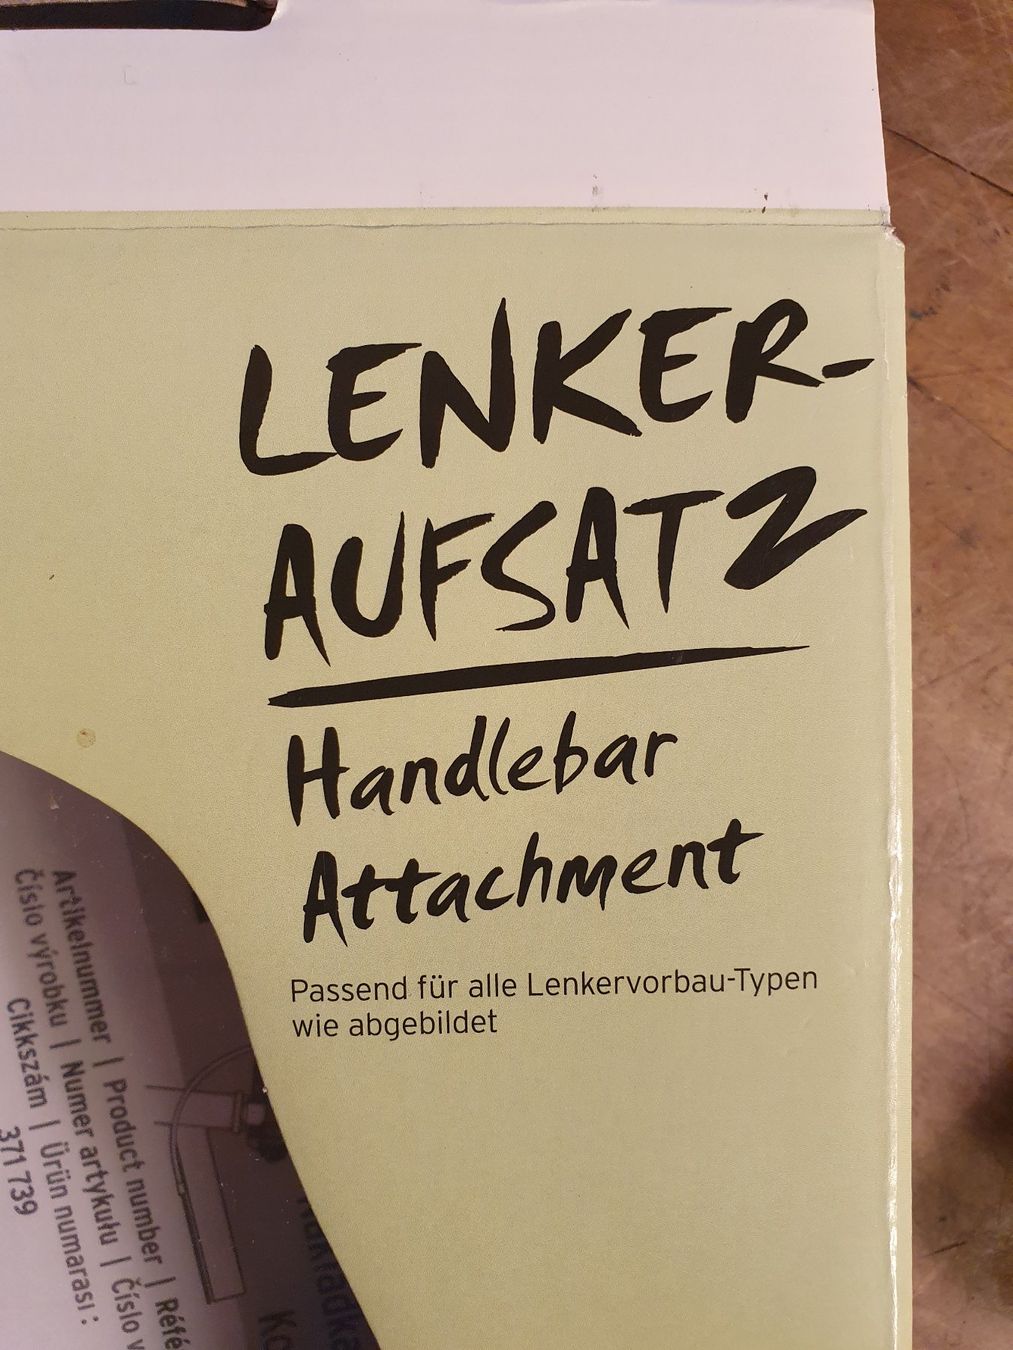 LENKER-
AUFSATZ
Handlebar
Attachment
Passend für alle Lenkervorbau-Typen
wie abgebildet
Artikelnummer | Product number |
Číslo výrobku | Numer artykułu | Číslo
Cikkszám | Ürün numarası :
371 739